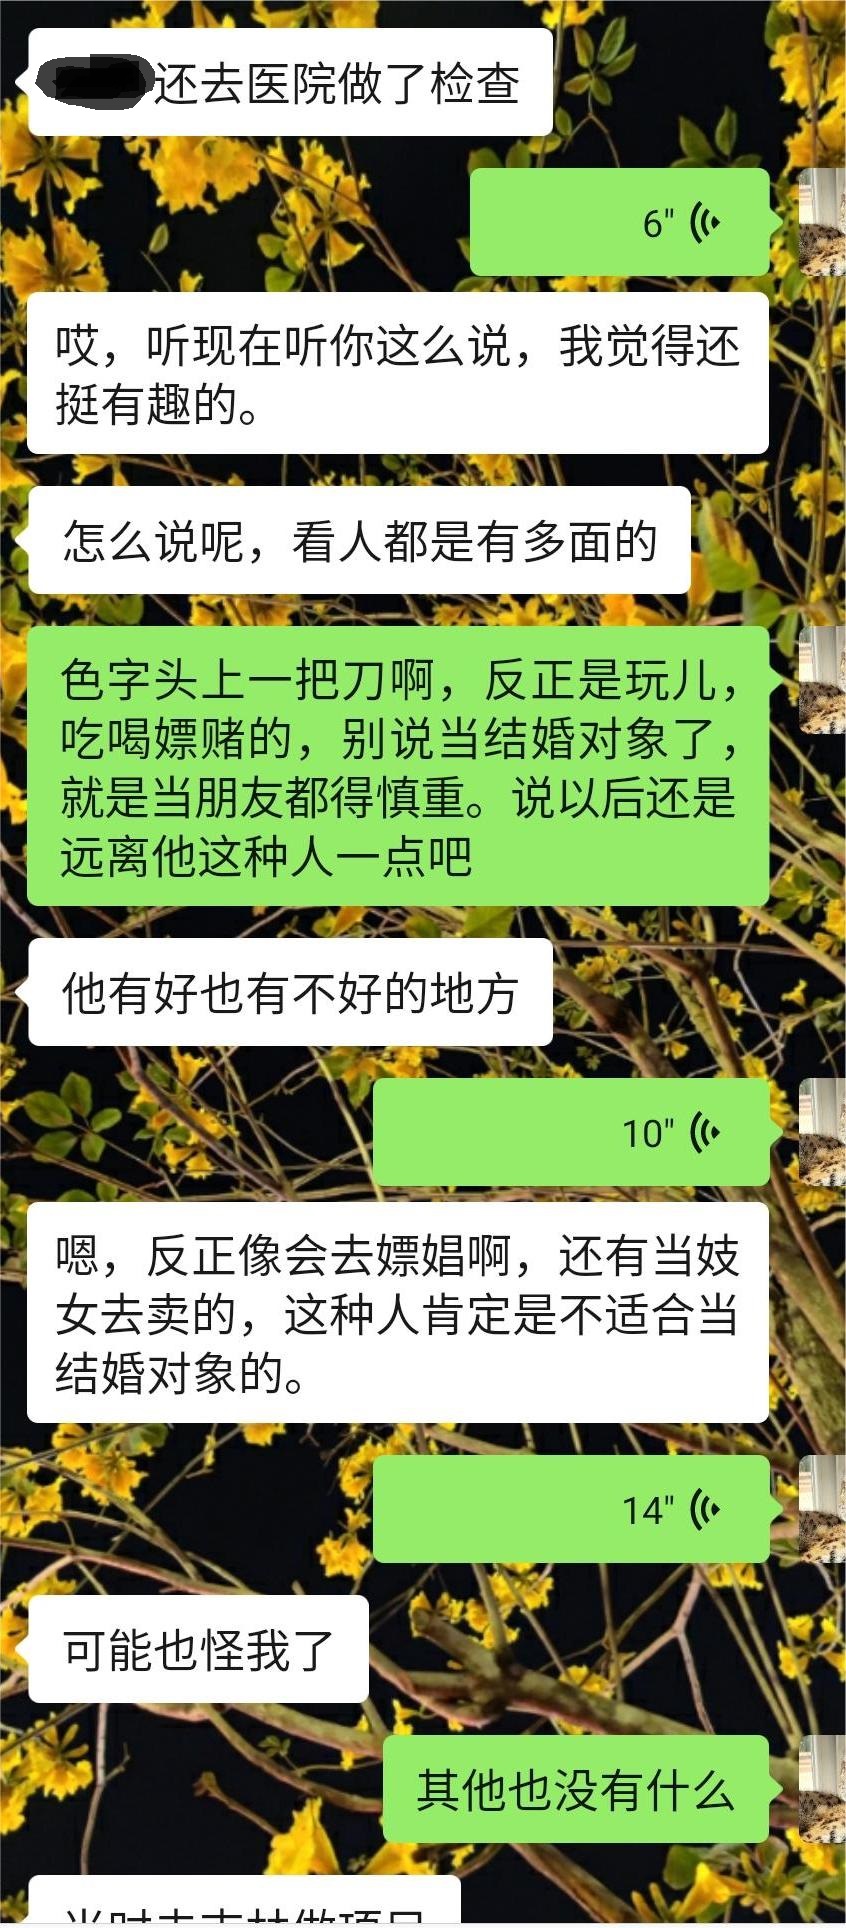 还去医院做了检查
6"
哎，听现在听你这么说，我觉得还
挺有趣的。
怎么说呢，看人都是有多面的
色字头上一把刀啊，反正是玩儿，
吃喝嫖赌的，别说当结婚对象了，
就是当朋友都得慎重。说以后还是
远离他这种人一点吧
他有好也有不好的地方
10"
嗯，反正像会去嫖娼啊，还有当妓
女去卖的，这种人肯定是不适合当
结婚对象的。
14"
可能也怪我了
其他也没有什么